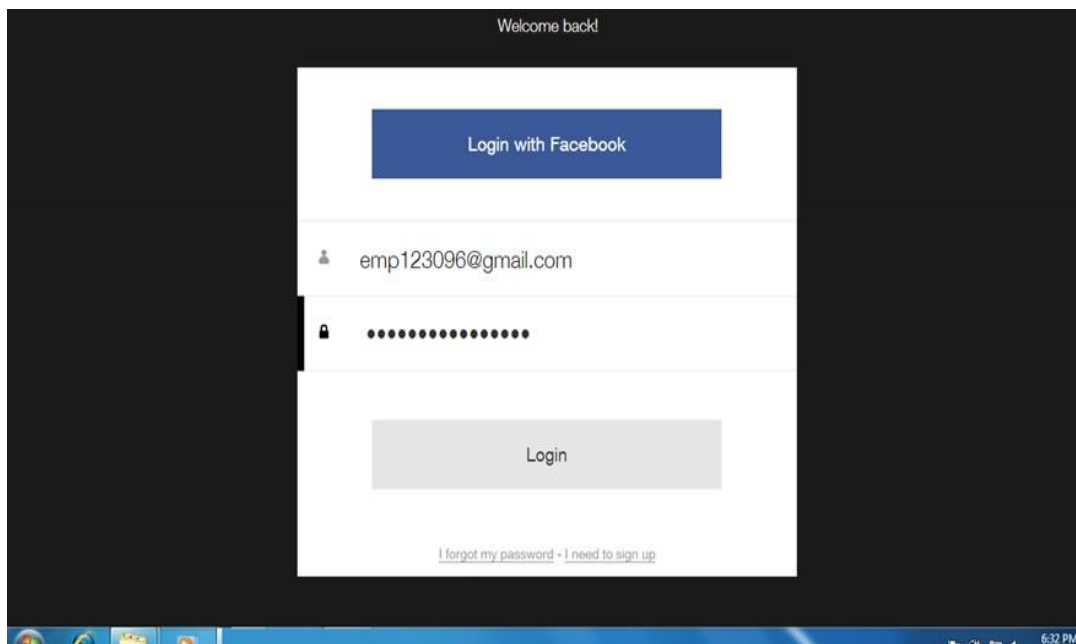 Welcome back!
Login with Facebook
emp123096@gmail.com
••••••••••••••••
Login
I forgot my password - I need to sign up
6:32 PM